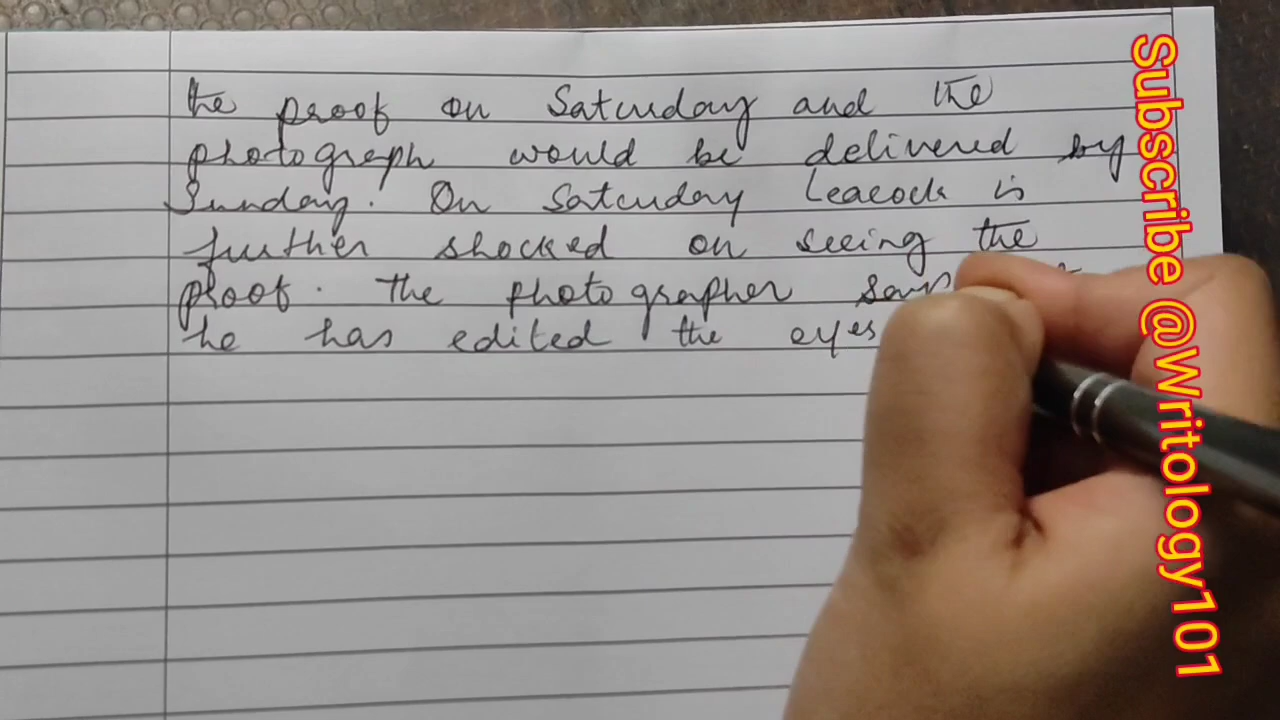 the proof on Saturday and the
photograph would be delivered by
Sunday. On Saturday Leacock is
further shocked on seeing the
proof. the photographer says
he has edited the eyes
Subscribe @Writology101